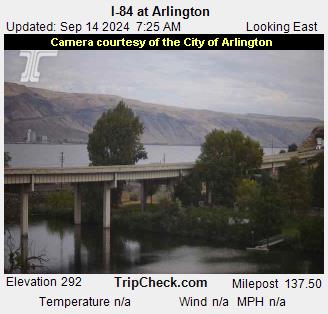 I-84 at Arlington
Updated: Sep 14 2024 7:25 AM Looking East
Camera courtesy of the City of Arlington
Elevation 292 TripCheck.com Milepost 137.50
Temperature n/a Wind n/a MPH n/a